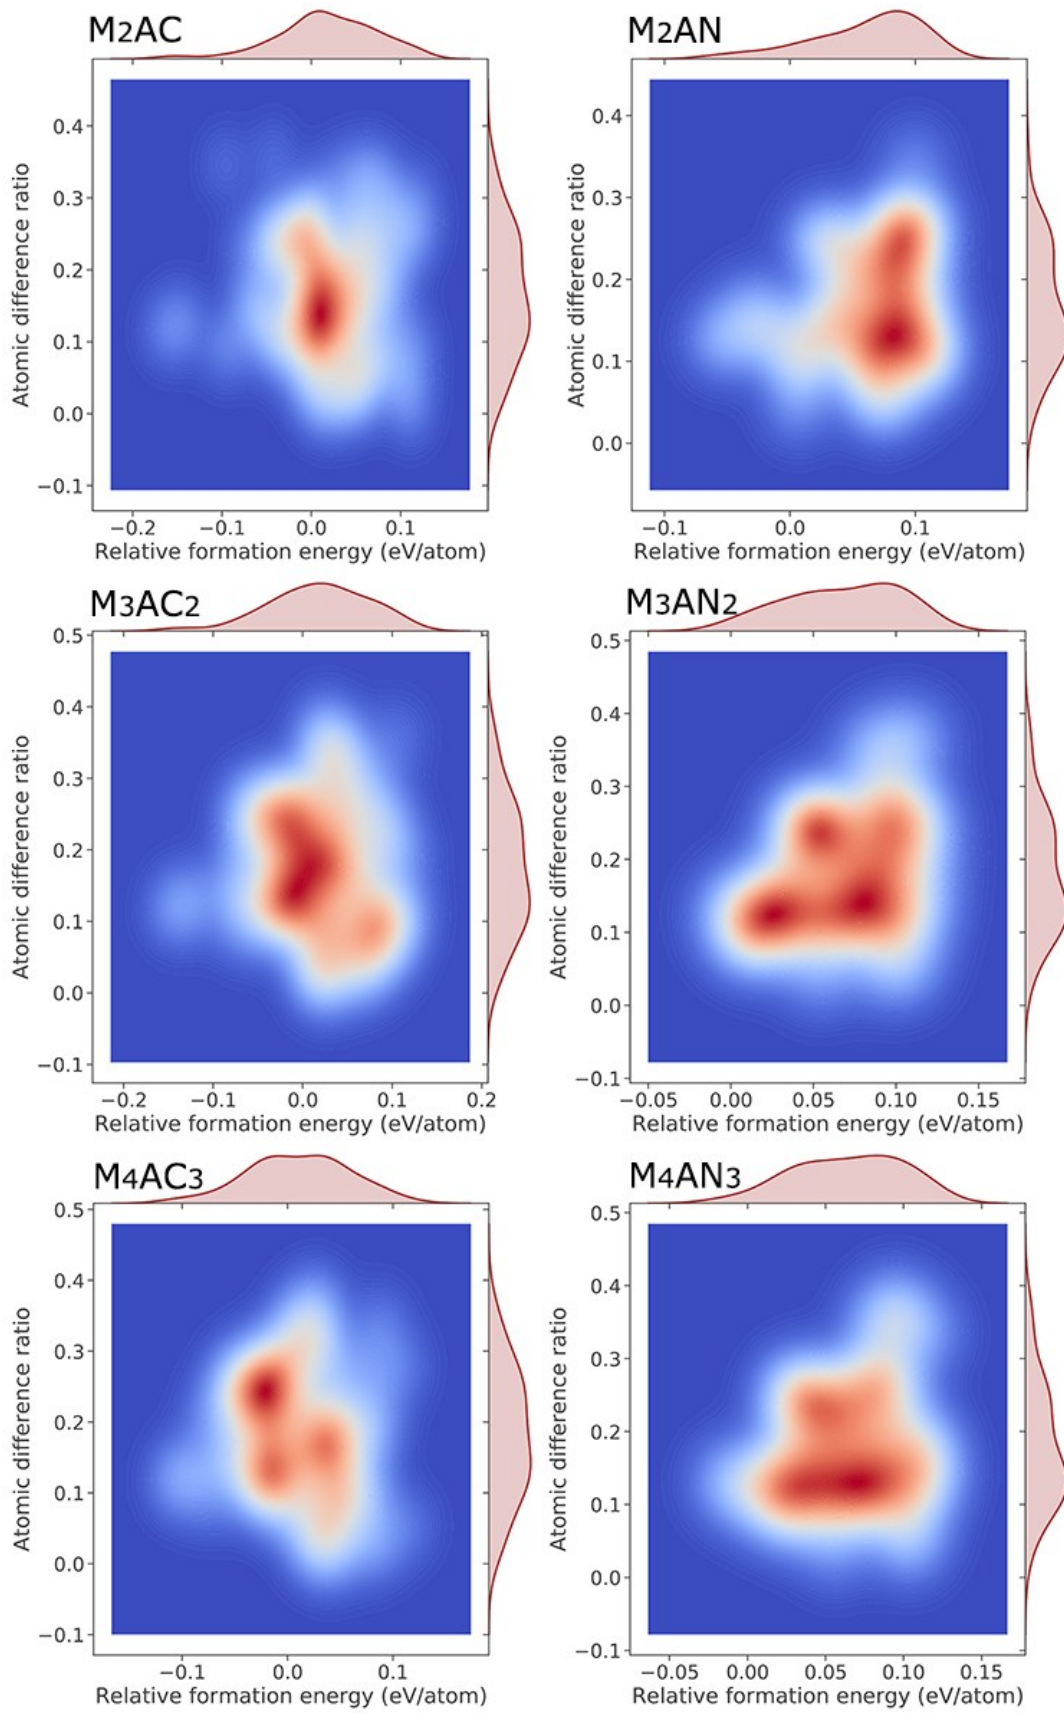 M2AC
M2AN
0.4
0.3
0.2
0.1
0.0
−0.1
Atomic difference ratio
−0.2 −0.1 0.0 0.1
Relative formation energy (eV/atom)
0.4
0.3
0.2
0.1
0.0
Atomic difference ratio
−0.1 0.0 0.1
Relative formation energy (eV/atom)
M3AC2
M3AN2
0.5
0.4
0.3
0.2
0.1
0.0
−0.1
Atomic difference ratio
−0.2 −0.1 0.0 0.1 0.2
Relative formation energy (eV/atom)
0.5
0.4
0.3
0.2
0.1
0.0
−0.1
Atomic difference ratio
−0.05 0.00 0.05 0.10 0.15
Relative formation energy (eV/atom)
M4AC3
M4AN3
0.5
0.4
0.3
0.2
0.1
0.0
−0.1
Atomic difference ratio
−0.1 0.0 0.1
Relative formation energy (eV/atom)
0.5
0.4
0.3
0.2
0.1
0.0
−0.1
Atomic difference ratio
−0.05 0.00 0.05 0.10 0.15
Relative formation energy (eV/atom)